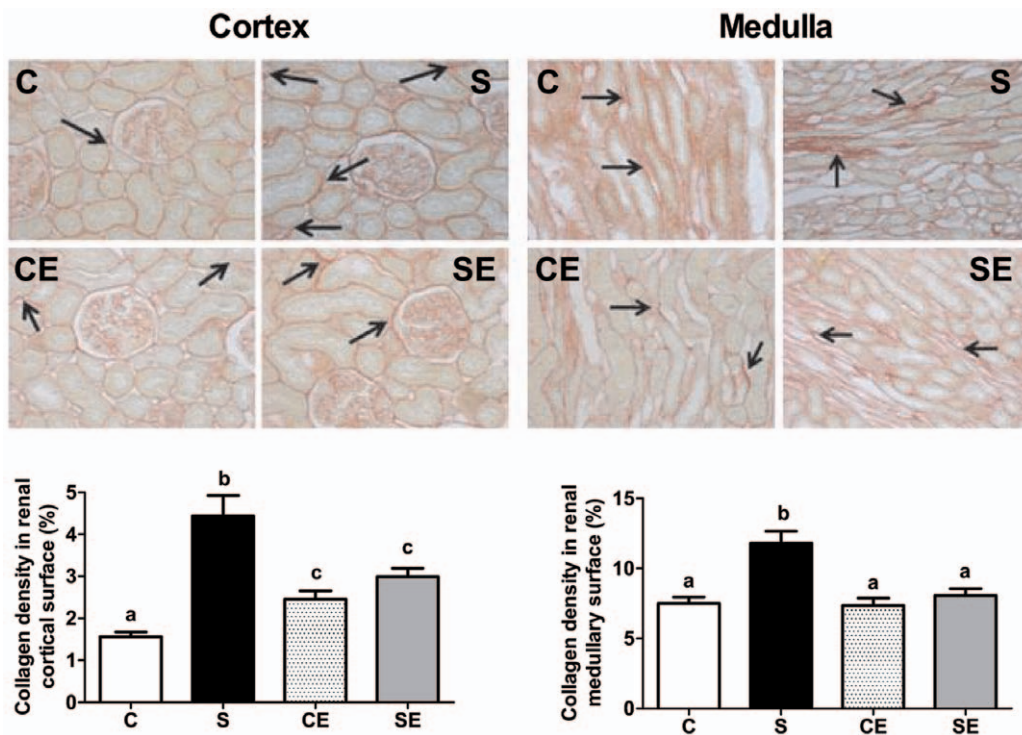 Cortex
Medulla
C
S
C
S
CE
SE
CE
SE
Collagen density in renal
cortical surface (%)
5
4
3
2
1
0
a
b
c
c
C
S
CE
SE
Collagen density in renal
medullary surface (%)
15
10
5
0
a
b
a
a
C
S
CE
SE